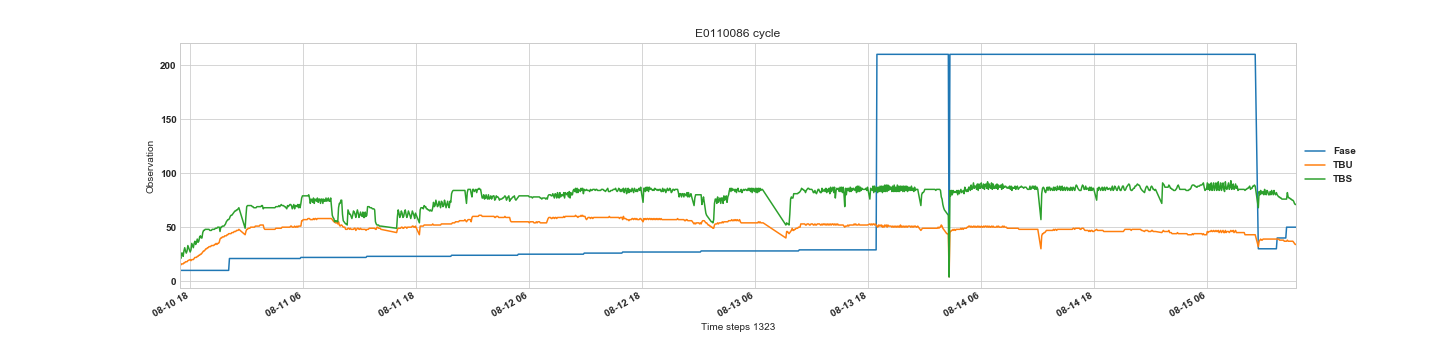 E0110086 cycle
Observation
200
150
100
50
0
08-10 18
08-11 06
08-11 18
08-12 06
08-12 18
08-13 06
08-13 18
08-14 06
08-14 18
08-15 06
Time steps 1323
Fase
TBU
TBS